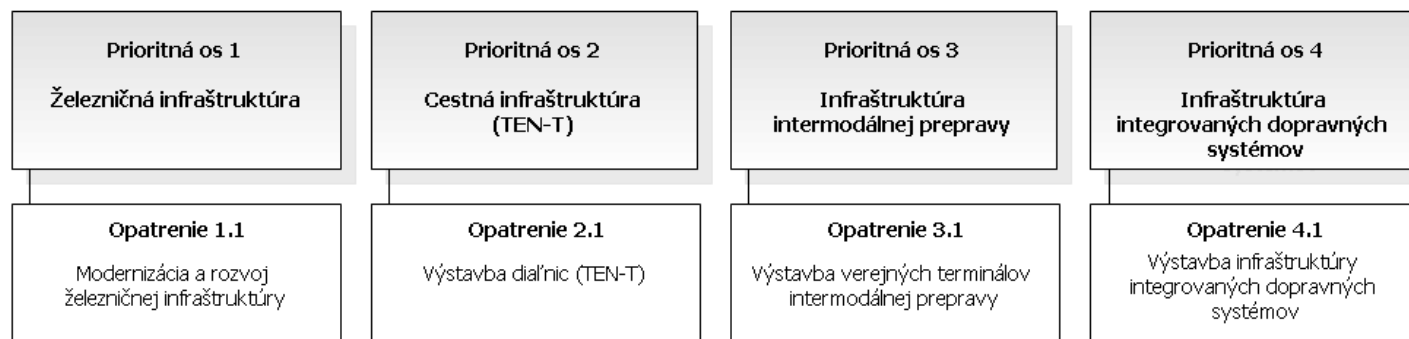 Prioritná os 1
Železničná infraštruktúra
Prioritná os 2
Cestná infraštruktúra
(TEN-T)
Prioritná os 3
Infraštruktúra
intermodálnej prepravy
Prioritná os 4
Infraštruktúra
integrovaných dopravných
systémov
Opatrenie 1.1
Modernizácia a rozvoj
železničnej infraštruktúry
Opatrenie 2.1
Výstavba diaľnic (TEN-T)
Opatrenie 3.1
Výstavba verejných terminálov
intermodálnej prepravy
Opatrenie 4.1
Výstavba infraštruktúry
integrovaných dopravných
systémov